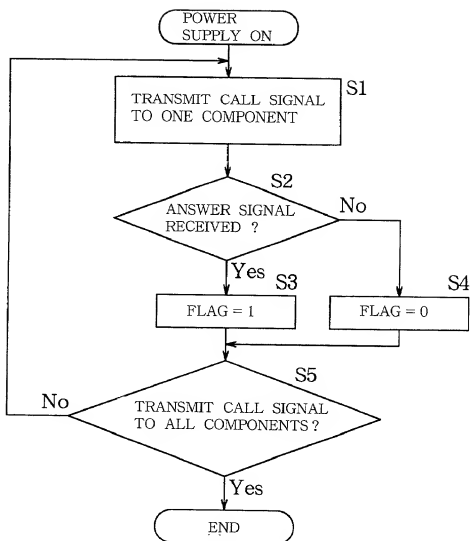 POWER
SUPPLY ON
S1
TRANSMIT CALL SIGNAL
TO ONE COMPONENT
S2
ANSWER SIGNAL
RECEIVED ?
No
Yes
S3
S4
FLAG = 1
FLAG = 0
S5
No
TRANSMIT CALL SIGNAL
TO ALL COMPONENTS ?
Yes
END